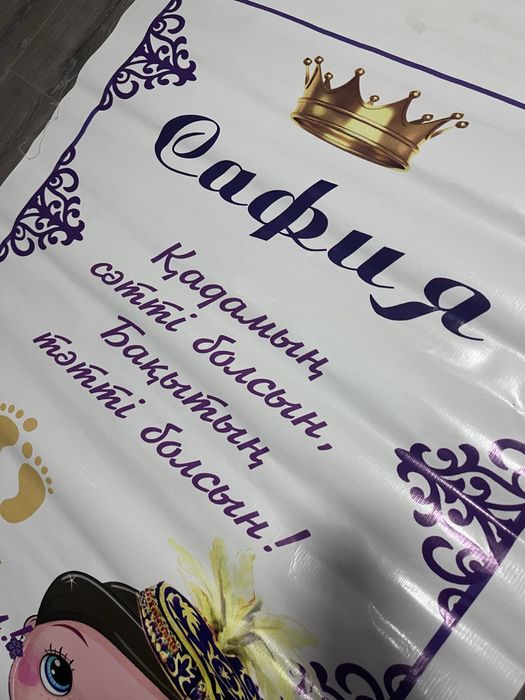 Сафия
Қадамың
сәтті болсын,
Бақытың
тәтті болсын!